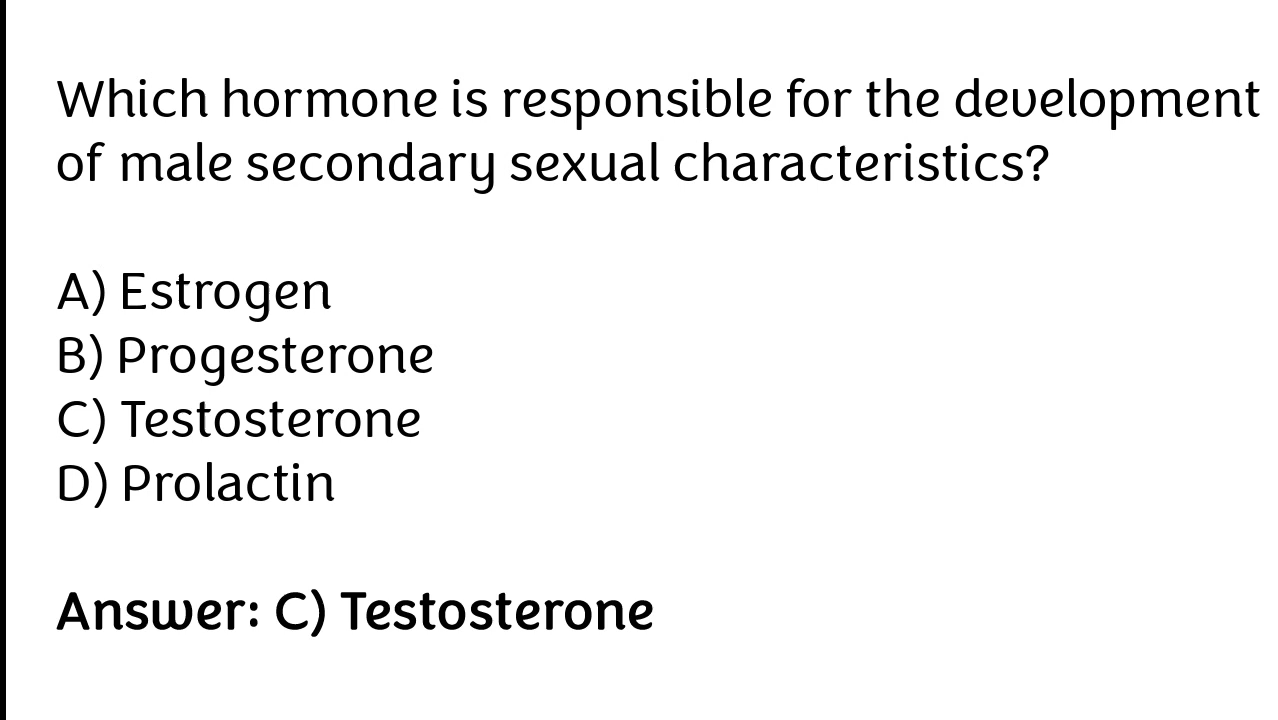 Which hormone is responsible for the development
of male secondary sexual characteristics?
A) Estrogen
B) Progesterone
C) Testosterone
D) Prolactin
Answer: C) Testosterone